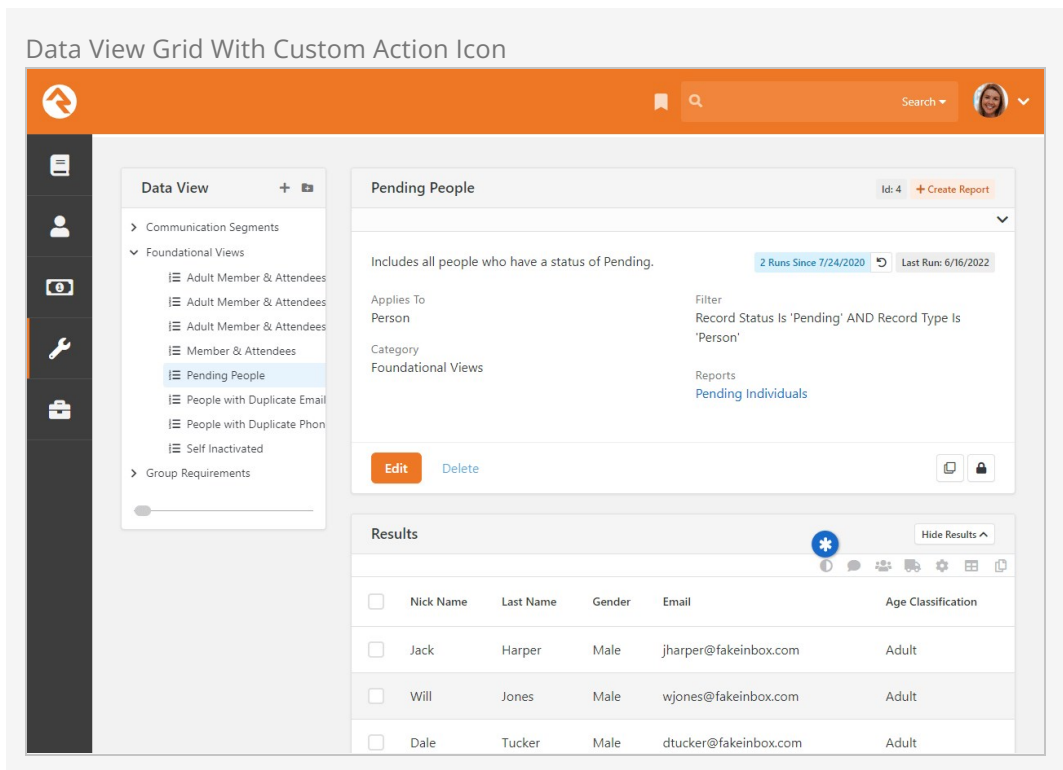 Data View Grid With Custom Action Icon
Search
Data View
Communication Segments
Foundational Views
Adult Member & Attendees
Adult Member & Attendees
Adult Member & Attendees
Member & Attendees
Pending People
People with Duplicate Email
People with Duplicate Phon
Self Inactivated
Group Requirements
Pending People
Id: 4
+ Create Report
Includes all people who have a status of Pending.
2 Runs Since 7/24/2020
Last Run: 6/16/2022
Applies To
Person
Category
Foundational Views
Filter
Record Status Is 'Pending' AND Record Type Is
'Person'
Reports
Pending Individuals
Edit
Delete
Results
Hide Results
Nick Name Last Name Gender Email Age Classification
Jack Harper Male jharper@fakeinbox.com Adult
Will Jones Male wjones@fakeinbox.com Adult
Dale Tucker Male dtucker@fakeinbox.com Adult